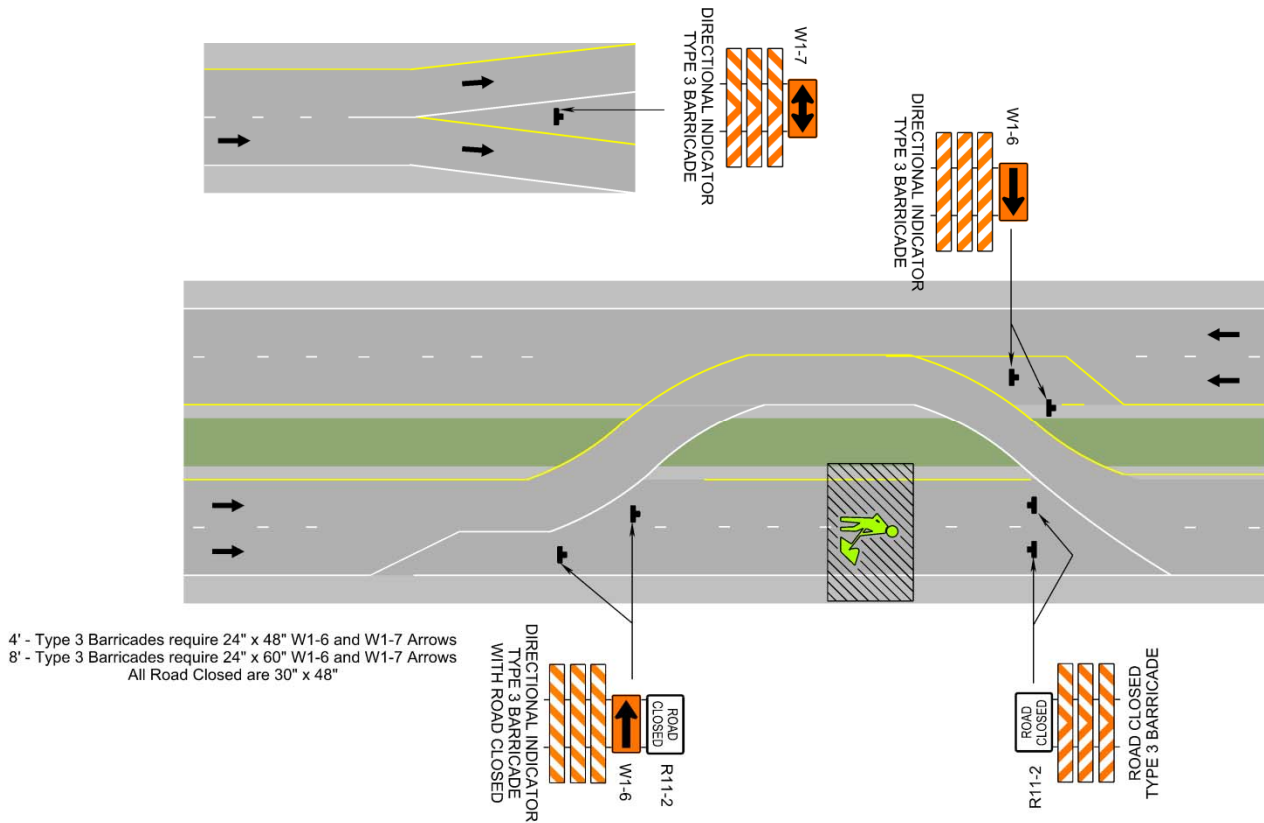 DIRECTIONAL INDICATOR
TYPE 3 BARRICADE
W1-7
DIRECTIONAL INDICATOR
TYPE 3 BARRICADE
W1-6
4' - Type 3 Barricades require 24" x 48" W1-6 and W1-7 Arrows
8' - Type 3 Barricades require 24" x 60" W1-6 and W1-7 Arrows
All Road Closed are 30" x 48"
DIRECTIONAL INDICATOR
TYPE 3 BARRICADE
WITH ROAD CLOSED
W1-6
ROAD
CLOSED
R11-2
ROAD
CLOSED
R11-2
ROAD CLOSED
TYPE 3 BARRICADE